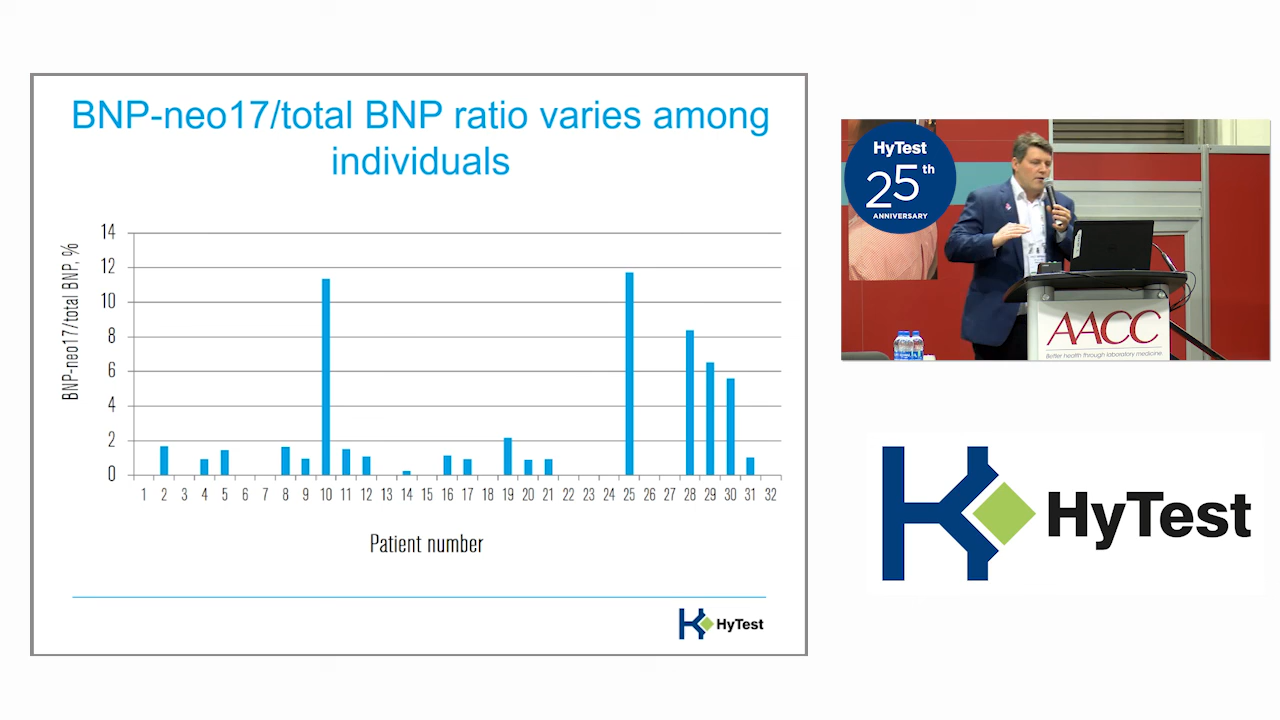 BNP-neo17/total BNP ratio varies among
individuals
BNP-neo17/total BNP, %
14
12
10
8
6
4
2
0
1 2 3 4 5 6 7 8 9 10 11 12 13 14 15 16 17 18 19 20 21 22 23 24 25 26 27 28 29 30 31 32
Patient number
HyTest
HyTest
25th
ANNIVERSARY
AACC
Better health through laboratory medicine.
HyTest